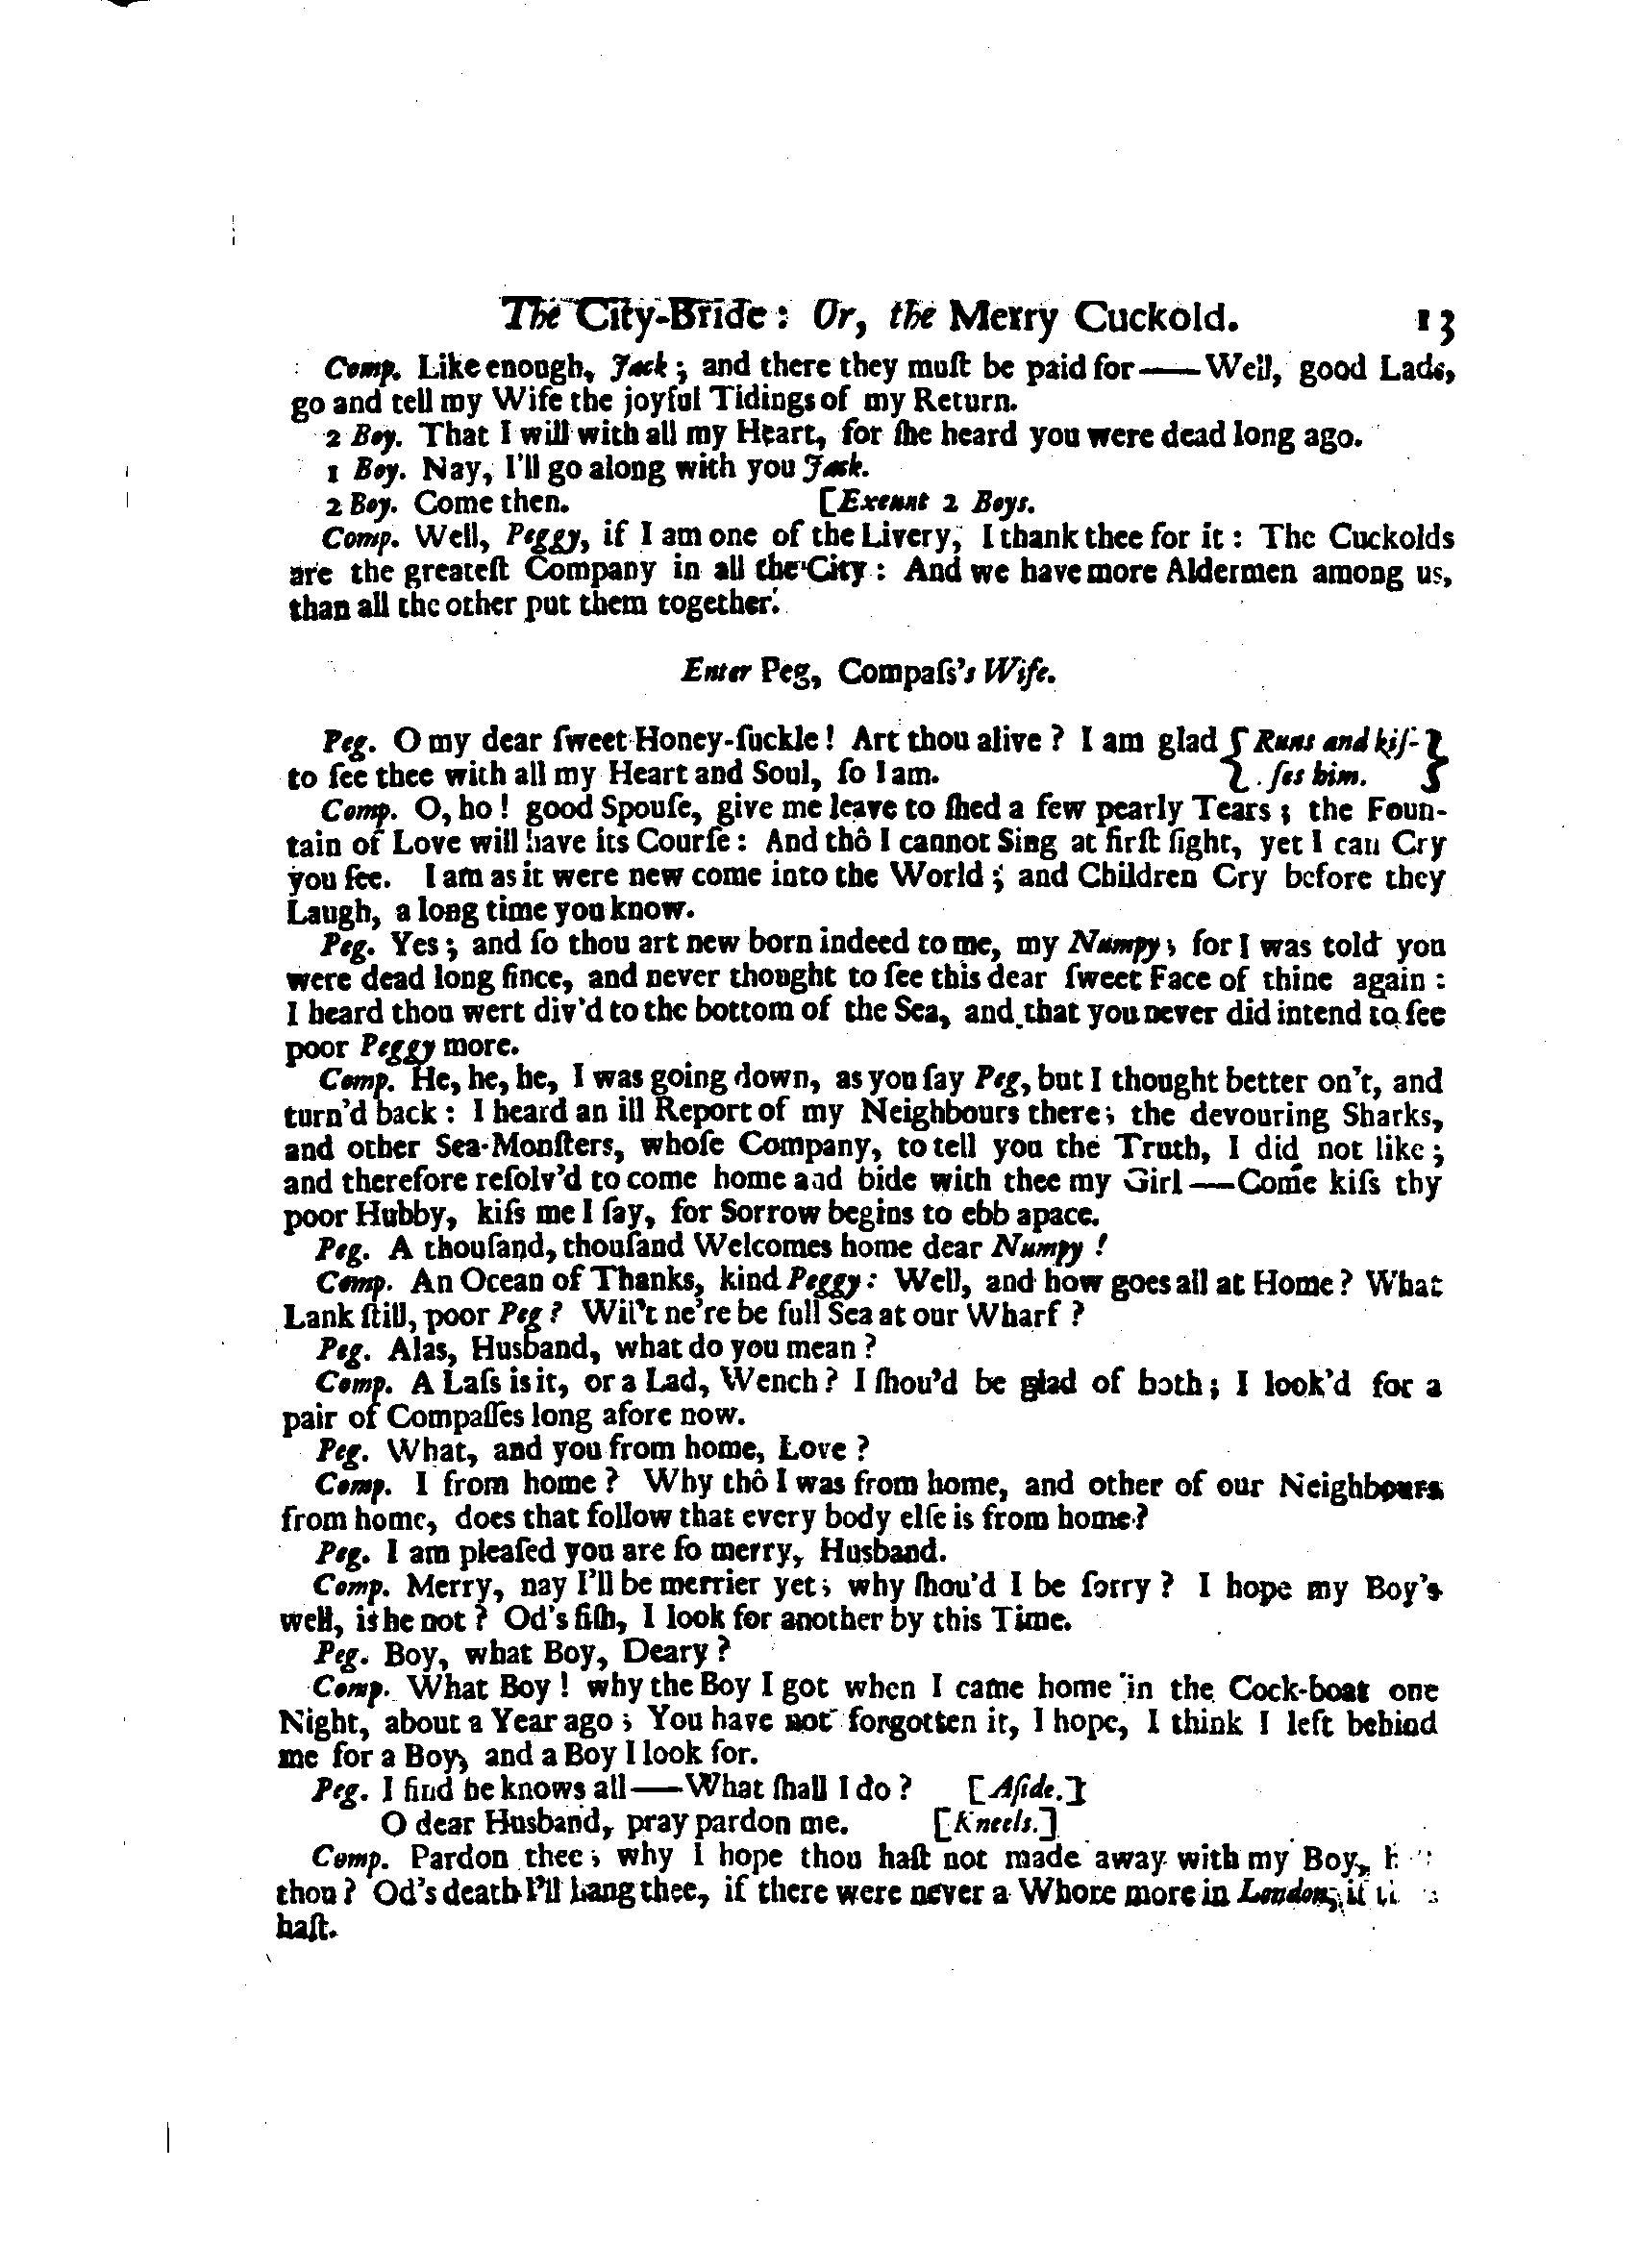 The City-Bride: Or, the Merry Cuckold. 13
Comp. Like enough, Jack; and there they muſt be paid for——Well, good Lads,
go and tell my Wife the joyful Tidings of my Return.
2 Boy. That I will with all my Heart, for ſhe heard you were dead long ago.
1 Boy. Nay, I'll go along with you Jack.
2 Boy. Come then. [Exeunt 2 Boys.
Comp. Well, Peggy, if I am one of the Livery, I thank thee for it: The Cuckolds
are the greateſt Company in all the City: And we have more Aldermen among us,
than all the other put them together.
Enter Peg, Compaſs's Wife.
Peg. O my dear ſweet Honey-ſuckle! Art thou alive? I am glad { Runs and kiſ- }
to ſee thee with all my Heart and Soul, ſo I am. { ſes him. }
Comp. O, ho! good Spouſe, give me leave to ſhed a few pearly Tears; the Foun-
tain of Love will have its Courſe: And thô I cannot Sing at firſt ſight, yet I can Cry
you ſee. I am as it were new come into the World; and Children Cry before they
Laugh, a long time you know.
Peg. Yes; and ſo thou art new born indeed to me, my Numpy; for I was told you
were dead long ſince, and never thought to ſee this dear ſweet Face of thine again:
I heard thou wert div'd to the bottom of the Sea, and that you never did intend to ſee
poor Peggy more.
Comp. He, he, he, I was going down, as you ſay Peg, but I thought better on't, and
turn'd back: I heard an ill Report of my Neighbours there; the devouring Sharks,
and other Sea-Monſters, whoſe Company, to tell you the Truth, I did not like;
and therefore reſolv'd to come home and bide with thee my Girl——Come kiſs thy
poor Hubby, kiſs me I ſay, for Sorrow begins to ebb apace.
Peg. A thouſand, thouſand Welcomes home dear Numpy!
Comp. An Ocean of Thanks, kind Peggy: Well, and how goes all at Home? What
Lank ſtill, poor Peg? Wil't ne're be full Sea at our Wharf?
Peg. Alas, Husband, what do you mean?
Comp. A Laſs is it, or a Lad, Wench? I ſhou'd be glad of both; I look'd for a
pair of Compaſſes long afore now.
Peg. What, and you from home, Love?
Comp. I from home? Why thô I was from home, and other of our Neighbours
from home, does that follow that every body elſe is from home?
Peg. I am pleaſed you are ſo merry, Husband.
Comp. Merry, nay I'll be merrier yet; why ſhou'd I be ſorry? I hope my Boy's
well, is he not? Od's fiſh, I look for another by this Time.
Peg. Boy, what Boy, Deary?
Comp. What Boy! why the Boy I got when I came home in the Cock-boat one
Night, about a Year ago; You have not forgotten it, I hope, I think I left behind
me for a Boy, and a Boy I look for.
Peg. I find he knows all——What ſhall I do? [Aſide.]
O dear Husband, pray pardon me. [Kneels.]
Comp. Pardon thee; why I hope thou haſt not made away with my Boy,
thou? Od's death I'll hang thee, if there were never a Whore more in London,
haſt.